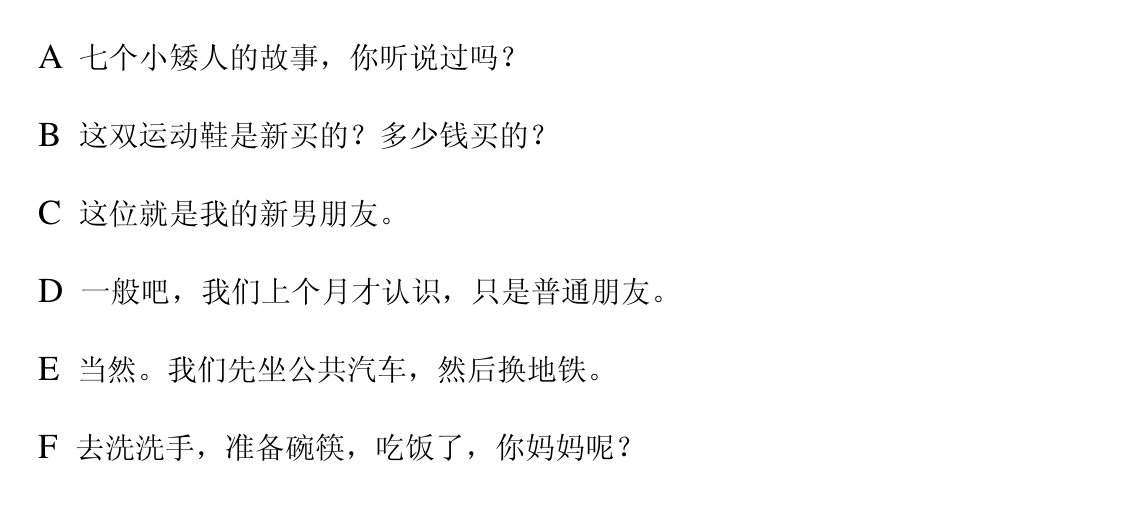 A 七个小矮人的故事，你听说过吗？
B 这双运动鞋是新买的？多少钱买的？
C 这位就是我的新男朋友。
D 一般吧，我们上个月才认识，只是普通朋友。
E 当然。我们先坐公共汽车，然后换地铁。
F 去洗洗手，准备碗筷，吃饭了，你妈妈呢？